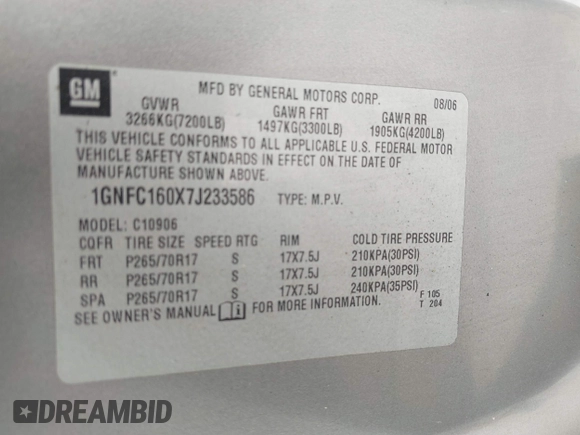 GM
MFD BY GENERAL MOTORS CORP. 08/06
GVWR GAWR FRT GAWR RR
3266KG(7200LB) 1497KG(3300LB) 1905KG(4200LB)
THIS VEHICLE CONFORMS TO ALL APPLICABLE U.S. FEDERAL MOTOR
VEHICLE SAFETY STANDARDS IN EFFECT ON THE DATE OF
MANUFACTURE SHOWN ABOVE.
1GNFC160X7J233586 TYPE: M.P.V.
MODEL: C10906
CQFR TIRE SIZE SPEED RTG RIM COLD TIRE PRESSURE
FRT P265/70R17 S 17X7.5J 210KPA(30PSI)
RR P265/70R17 S 17X7.5J 210KPA(30PSI)
SPA P265/70R17 S 17X7.5J 240KPA(35PSI)
SEE OWNER'S MANUAL FOR MORE INFORMATION. F 105
T 204
DREAMBID